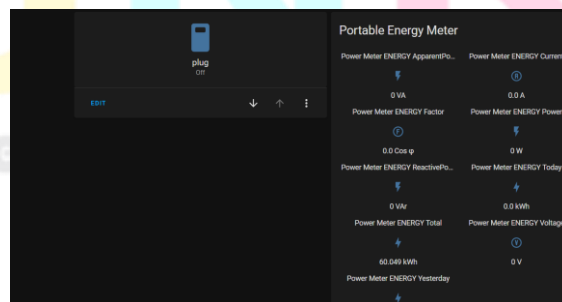 plug
Off
EDIT
Portable Energy Meter
Power Meter ENERGY ApparentPo...
Power Meter ENERGY Current
0 VA
0.0 A
Power Meter ENERGY Factor
Power Meter ENERGY Power
0.0 Cos φ
0 W
Power Meter ENERGY ReactivePo...
Power Meter ENERGY Today
0 VAr
0.0 kWh
Power Meter ENERGY Total
Power Meter ENERGY Voltage
60.049 kWh
0 V
Power Meter ENERGY Yesterday